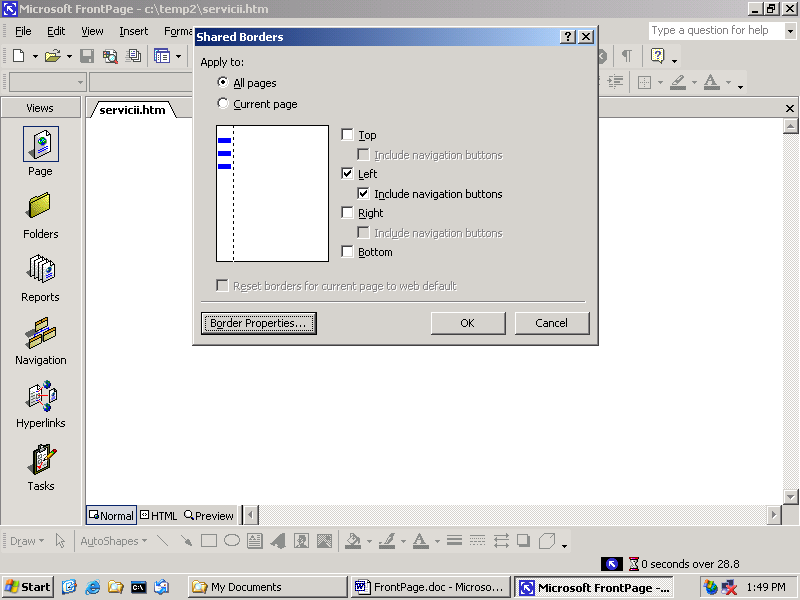 Microsoft FrontPage - c:\temp2\servicii.htm
File Edit View Insert Forma
Type a question for help
Shared Borders
Apply to:
All pages
Current page
Top
Include navigation buttons
Left
Include navigation buttons
Right
Include navigation buttons
Bottom
Reset borders for current page to web default
Border Properties...
OK
Cancel
Views
servicii.htm
Page
Folders
Reports
Navigation
Hyperlinks
Tasks
Normal HTML Preview
Draw AutoShapes
0 seconds over 28.8
Start
My Documents
FrontPage.doc - Microso...
Microsoft FrontPage -...
1:49 PM